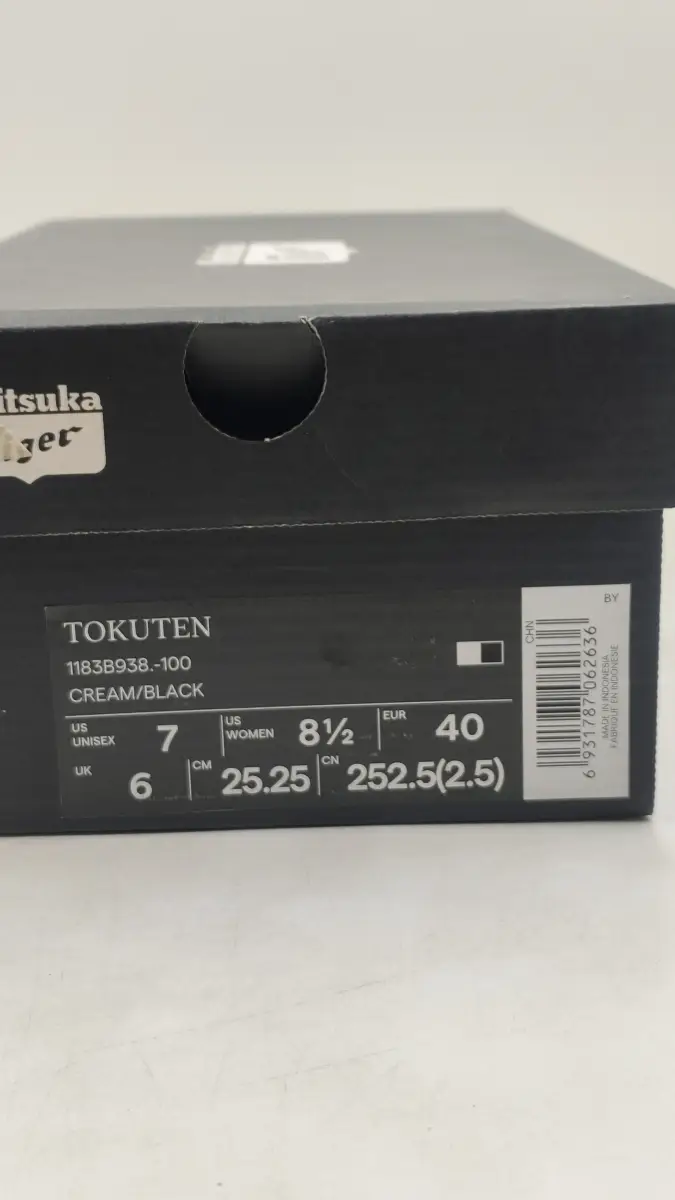 itsuka
iger
TOKUTEN
1183B938.-100
CREAM/BLACK
US UNISEX 7 US WOMEN 8½ EUR 40
UK 6 CM 25.25 CN 252.5(2.5)
BY
CHN
6 931787 062636
MADE IN INDONESIA
FABRIQUÉ EN INDONÉSIE